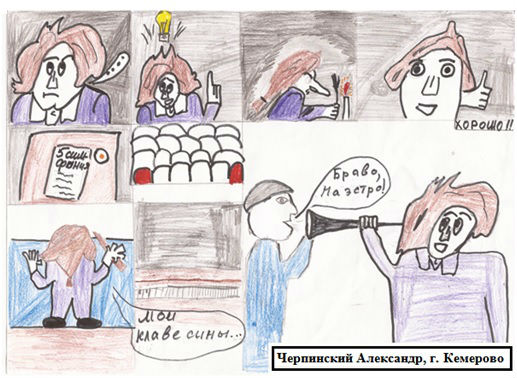 ХОРОШО!!
5 сим-
фония
Браво,
Маэстро!
Мои
клаве сины...
Черпинский Александр, г. Кемерово